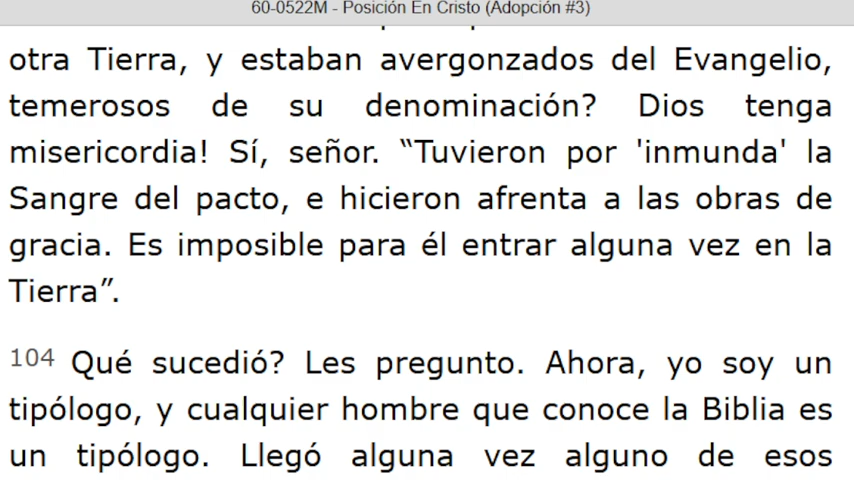 60-0522M - Posición En Cristo (Adopción #3)
otra Tierra, y estaban avergonzados del Evangelio,
temerosos de su denominación? Dios tenga
misericordia! Sí, señor. “Tuvieron por 'inmunda' la
Sangre del pacto, e hicieron afrenta a las obras de
gracia. Es imposible para él entrar alguna vez en la
Tierra”.
104 Qué sucedió? Les pregunto. Ahora, yo soy un
tipólogo, y cualquier hombre que conoce la Biblia es
un tipólogo. Llegó alguna vez alguno de esos